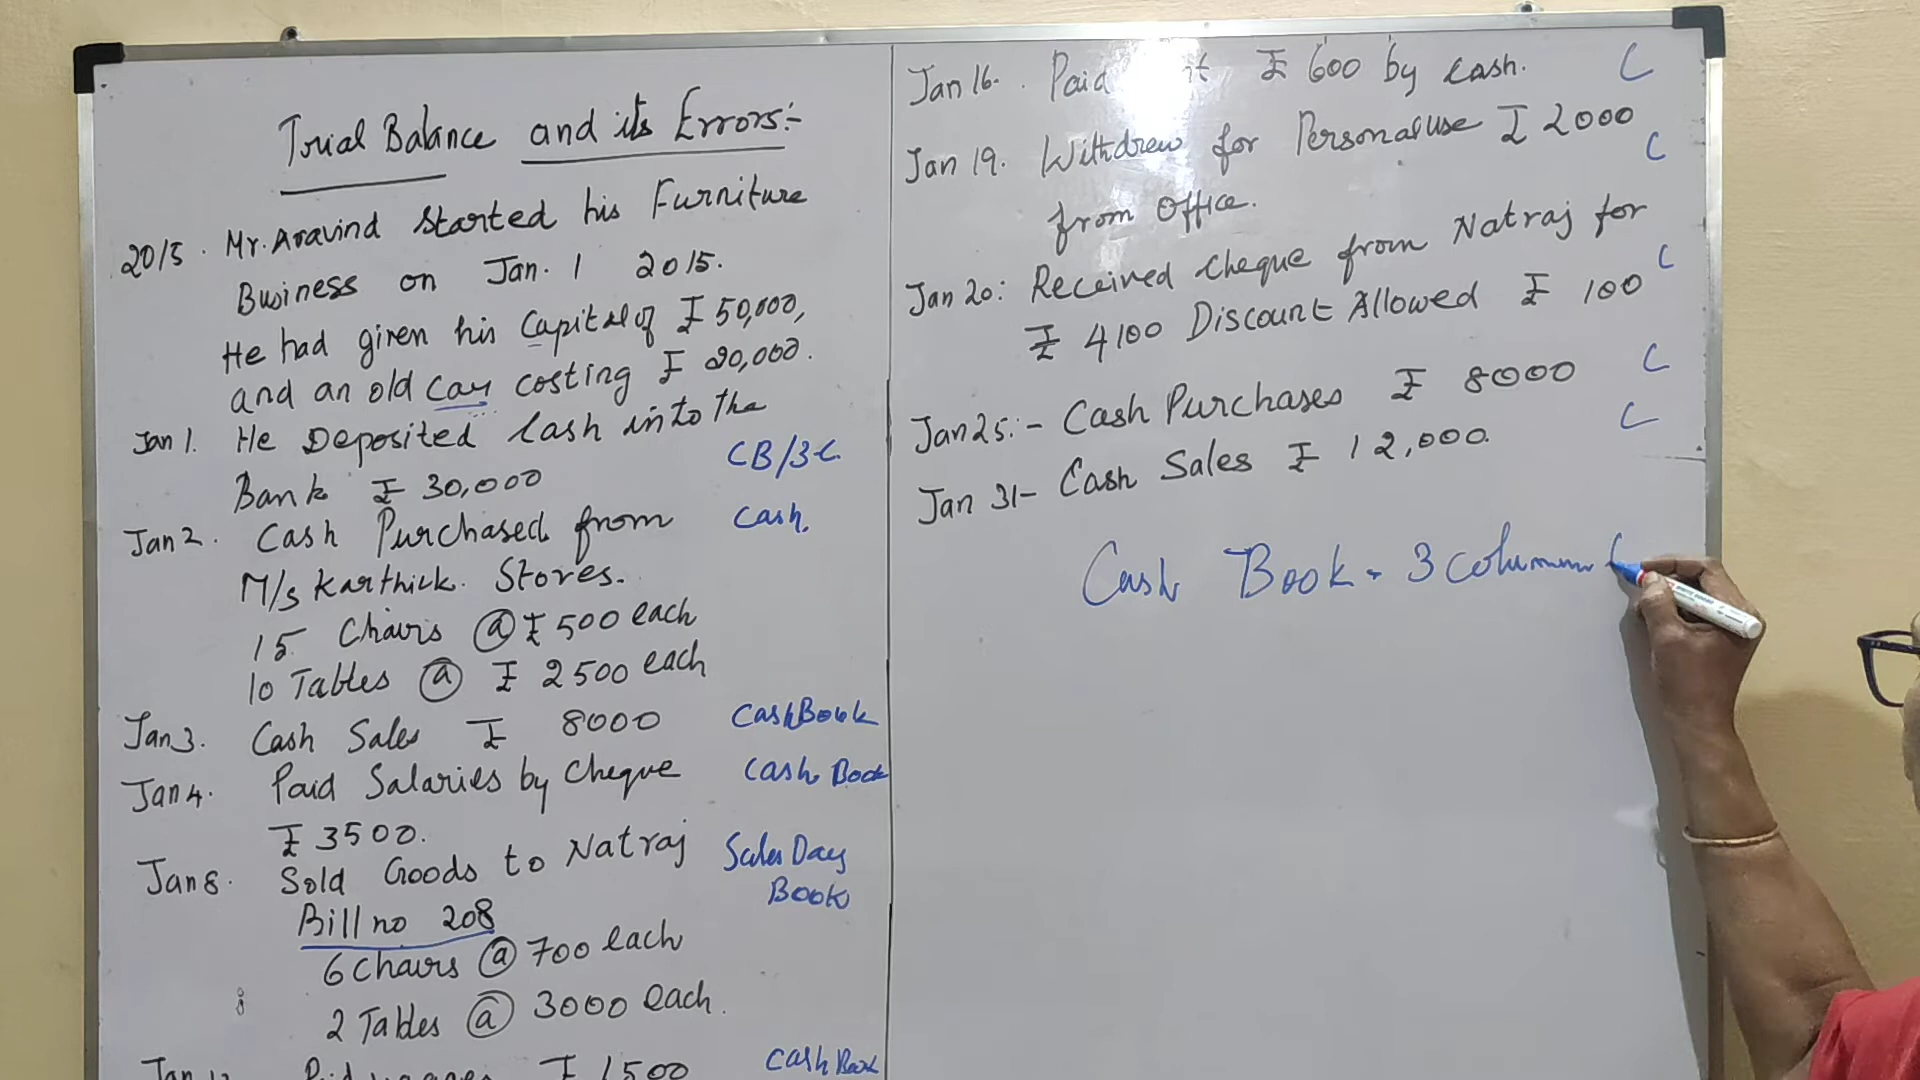 Trial Balance and its Errors:-
2015. Mr. Aravind Started his Furniture
Business on Jan. 1 2015.
He had given his Capital of ₹ 50,000,
and an old car costing ₹ 20,000.
Jan 1. He Deposited Cash into the
Bank ₹ 30,000 CB/3C.
Jan 2. Cash Purchased from Cash.
M/s Karthick. Stores.
15 Chairs @ ₹ 500 each
10 Tables @ ₹ 2500 each
Jan 3. Cash Sales ₹ 8000 CashBook
Jan 4. Paid Salaries by Cheque Cash Book
₹ 3500.
Jan 8. Sold Goods to Natraj Sales Day
Book
Bill no 208
6 Chairs @ 700 each
2 Tables @ 3000 each.
Jan ₹ 1500 Cash Book
Jan 16. Paid ₹ 600 by Cash. C
Jan 19. Withdrew for Personal use ₹ 2000 C
from Office.
Jan 20: Received Cheque from Natraj for
₹ 4100 Discount Allowed ₹ 100 C
Jan 25:- Cash Purchases ₹ 8000 C
Jan 31- Cash Sales ₹ 12,000. C
Cash Book - 3 Column C